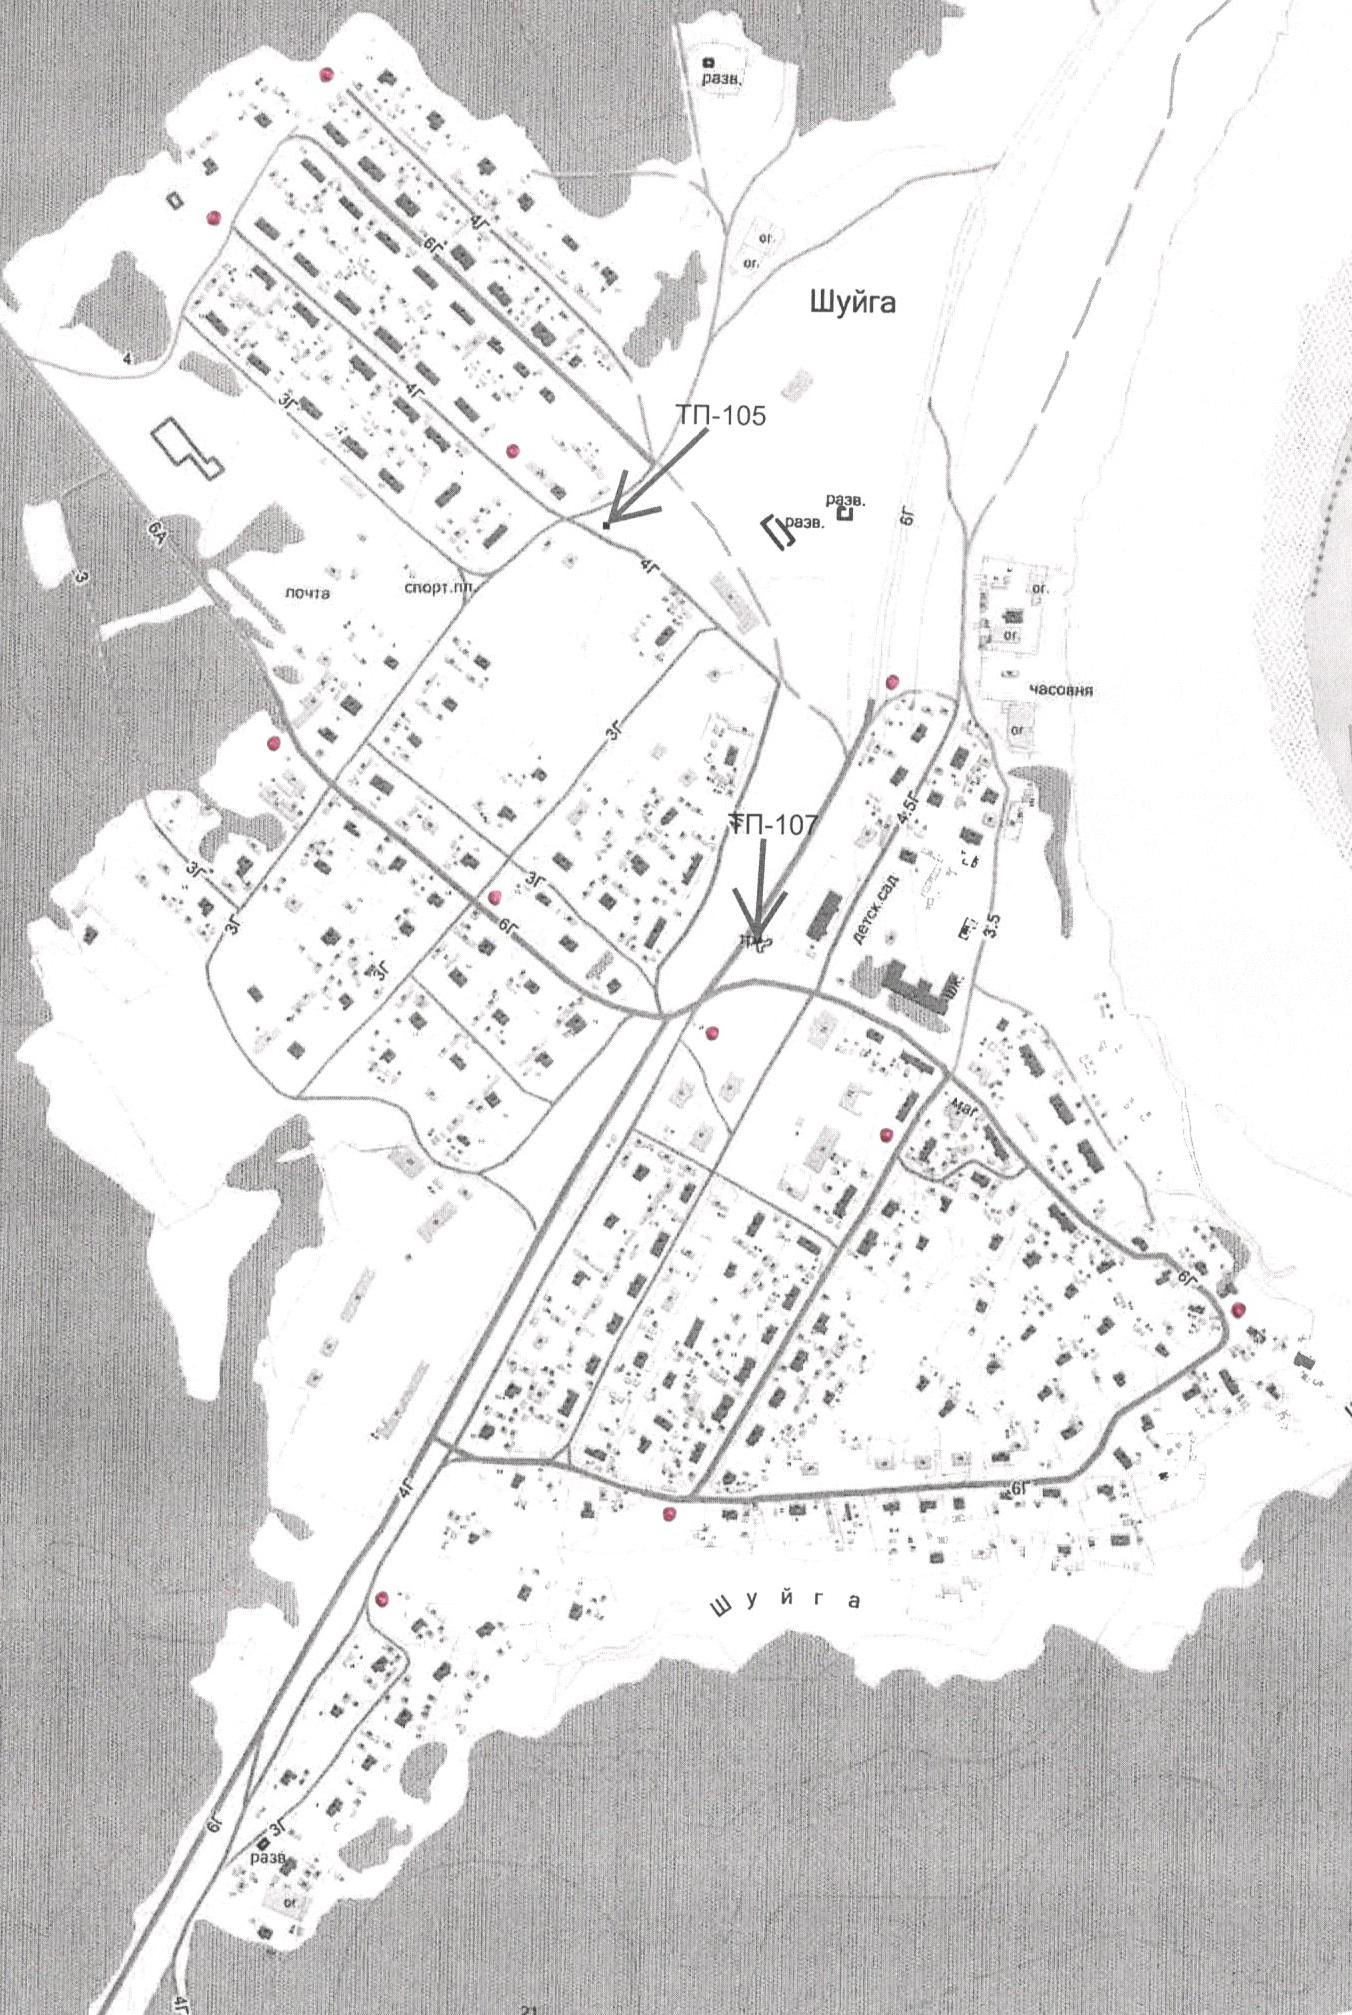 разв.
4Г
6Г
ог.
ог.
Шуйга
4
3Г
4Г
ТП-105
разв.
разв.
6Г
6А
3
почта
спорт.пл.
4Г
ог.
ог.
часовня
3Г
ог.
4.5Г
ТП-107
3Г
3Г
детск.сад
3Г
6Г
3.5
3Г
шк.
маг.
6Г
4Г
6Г
Шуйга
6Г
3Г
разв.
ог.
4Г
21